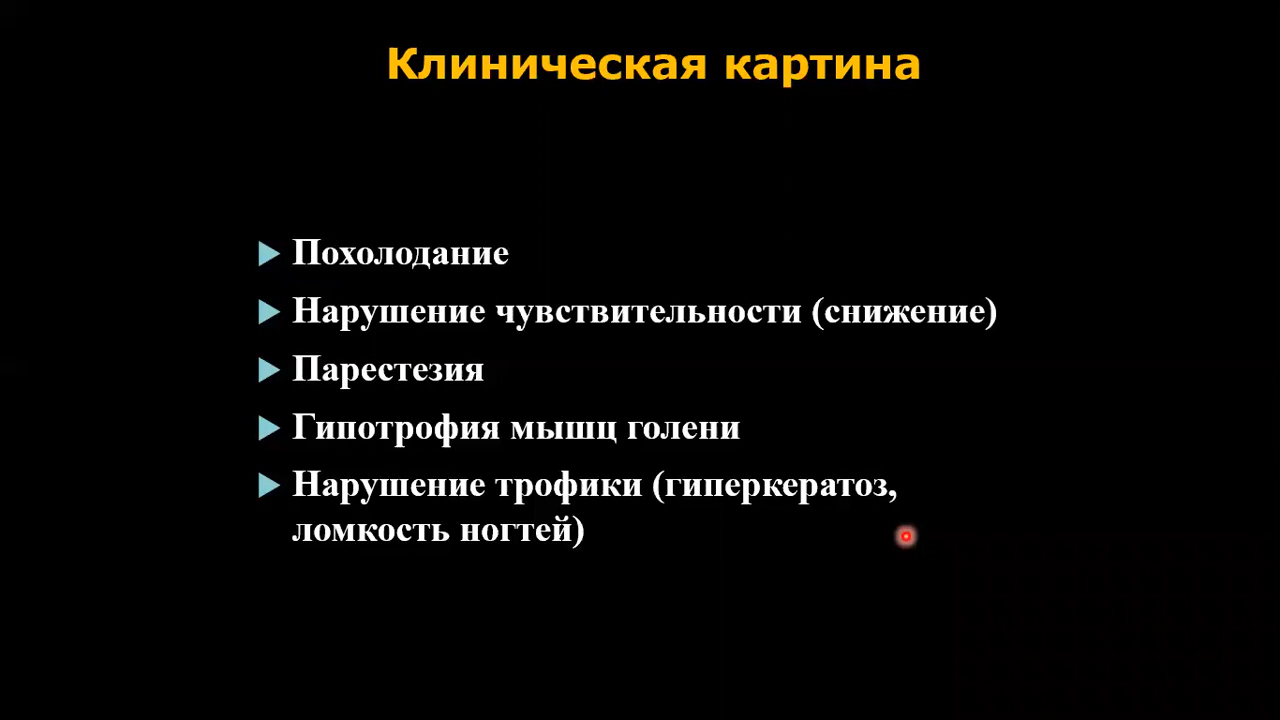 Клиническая картина
Похолодание
Нарушение чувствительности (снижение)
Парестезия
Гипотрофия мышц голени
Нарушение трофики (гиперкератоз,
ломкость ногтей)